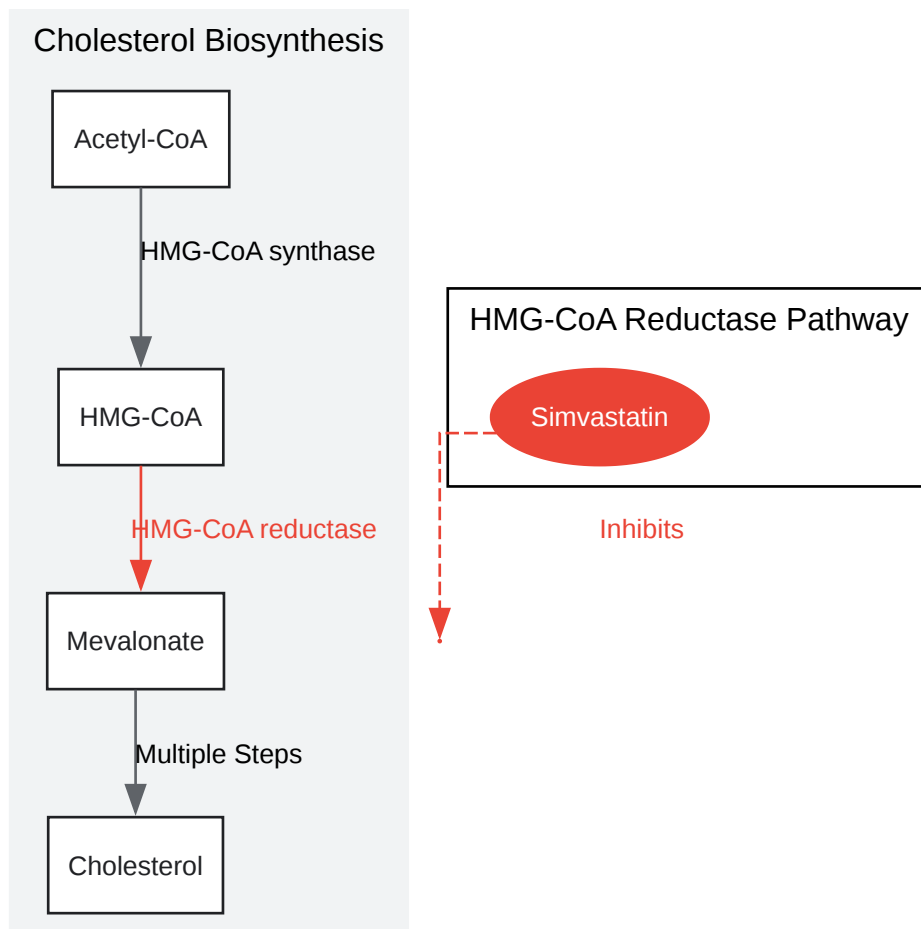 Cholesterol Biosynthesis
Acetyl-CoA
HMG-CoA synthase
HMG-CoA
HMG-CoA reductase
Mevalonate
Multiple Steps
Cholesterol
HMG-CoA Reductase Pathway
Simvastatin
Inhibits